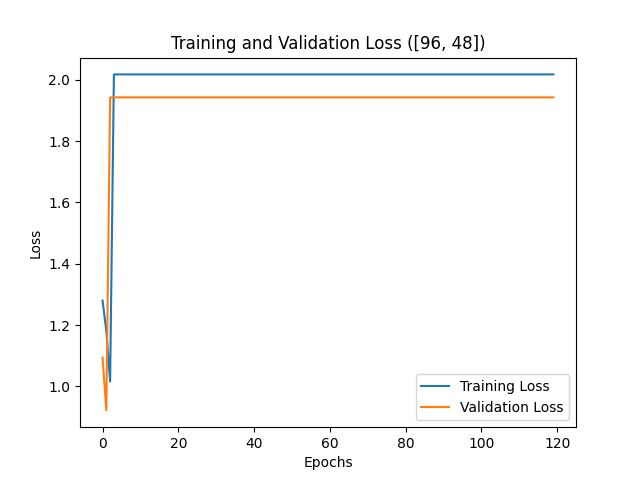 Training and Validation Loss ([96, 48])
2.0
1.8
1.6
1.4
1.2
1.0
Loss
0 20 40 60 80 100 120
Epochs
Training Loss
Validation Loss